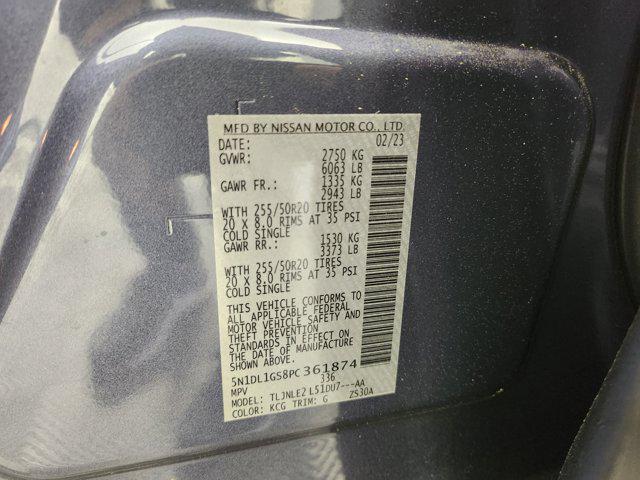 MFD BY NISSAN MOTOR CO., LTD.
DATE: 02/23
GVWR: 2750 KG
6063 LB
GAWR FR.: 1335 KG
2943 LB
WITH 255/50R20 TIRES
20 X 8.0 RIMS AT 35 PSI
COLD SINGLE
GAWR RR.: 1530 KG
3373 LB
WITH 255/50R20 TIRES
20 X 8.0 RIMS AT 35 PSI
COLD SINGLE
THIS VEHICLE CONFORMS TO
ALL APPLICABLE FEDERAL
MOTOR VEHICLE SAFETY AND
THEFT PREVENTION
STANDARDS IN EFFECT ON
THE DATE OF MANUFACTURE
SHOWN ABOVE.
5N1DL1GS8PC361874
MPV 336
MODEL: TLJNLE2 L51DU7---AA
COLOR: KCG TRIM: G ZS30A